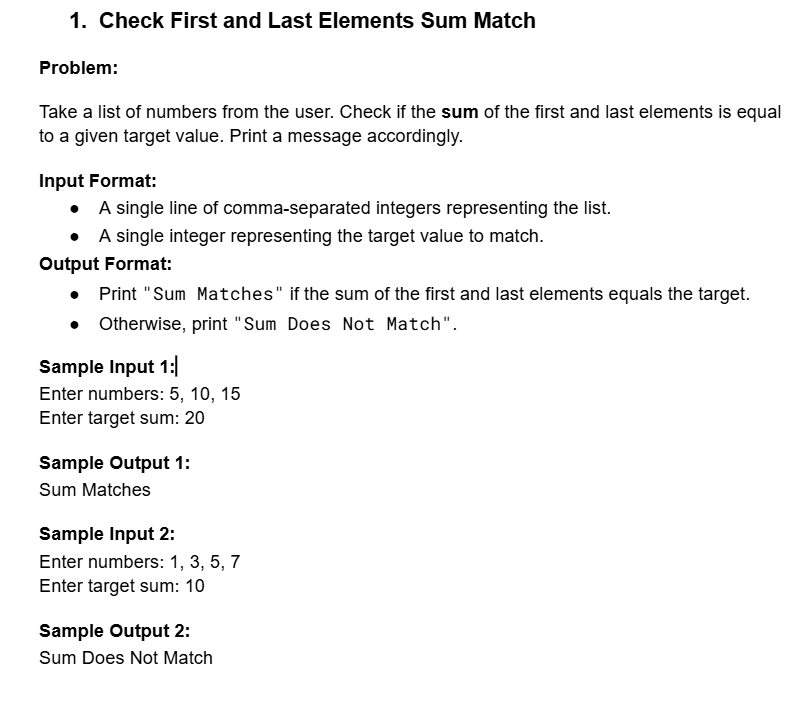 1. Check First and Last Elements Sum Match
Problem:
Take a list of numbers from the user. Check if the sum of the first and last elements is equal
to a given target value. Print a message accordingly.
Input Format:
● A single line of comma-separated integers representing the list.
● A single integer representing the target value to match.
Output Format:
● Print "Sum Matches" if the sum of the first and last elements equals the target.
● Otherwise, print "Sum Does Not Match".
Sample Input 1:
Enter numbers: 5, 10, 15
Enter target sum: 20
Sample Output 1:
Sum Matches
Sample Input 2:
Enter numbers: 1, 3, 5, 7
Enter target sum: 10
Sample Output 2:
Sum Does Not Match